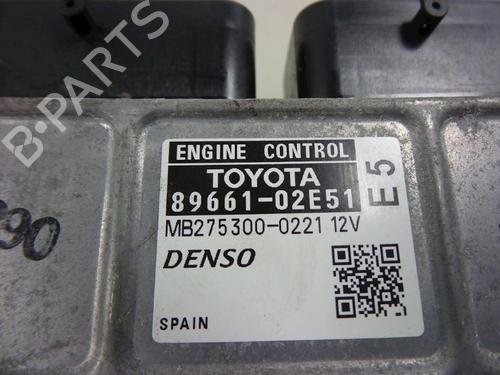 B-PARTS
ENGINE CONTROL
TOYOTA
89661-02E51
E5
MB275300-0221 12V
DENSO
SPAIN